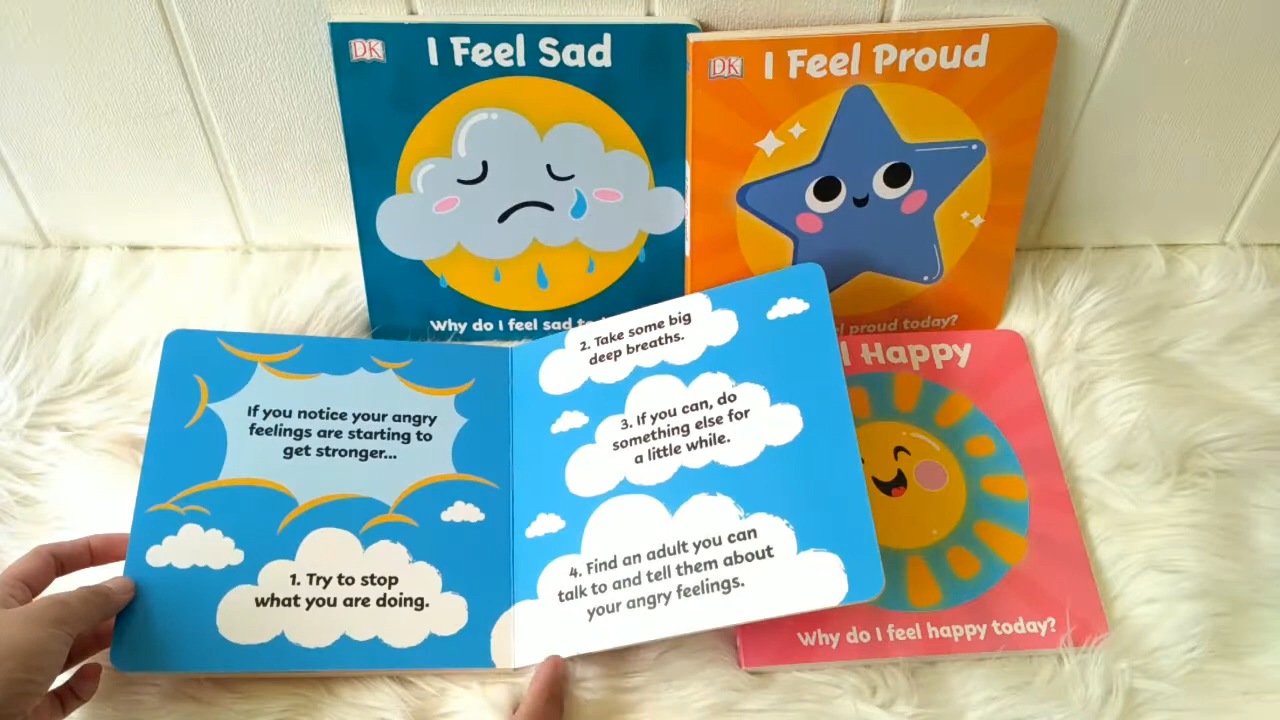 DK
I Feel Sad
Why do I feel sad
DK
I Feel Proud
proud today?
If you notice your angry
feelings are starting to
get stronger...
1. Try to stop
what you are doing.
2. Take some big
deep breaths.
3. If you can, do
something else for
a little while.
4. Find an adult you can
talk to and tell them about
your angry feelings.
Happy
Why do I feel happy today?